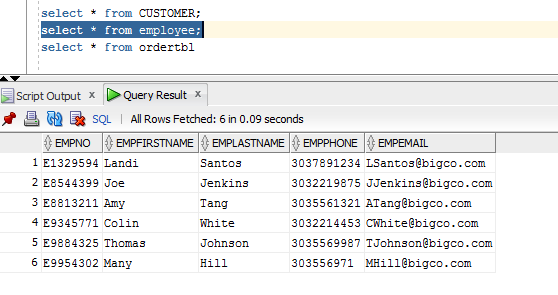 select * from CUSTOMER;
select * from employee;
select * from ordertbl
Script Output x Query Result x
SQL | All Rows Fetched: 6 in 0.09 seconds
EMPNO EMPFIRSTNAME EMPLASTNAME EMPPHONE EMPEMAIL
1 E1329594 Landi Santos 3037891234 LSantos@bigco.com
2 E8544399 Joe Jenkins 3032219875 JJenkins@bigco.com
3 E8813211 Amy Tang 3035561321 ATang@bigco.com
4 E9345771 Colin White 3032214453 CWhite@bigco.com
5 E9884325 Thomas Johnson 3035569987 TJohnson@bigco.com
6 E9954302 Many Hill 303556971 MHill@bigco.com